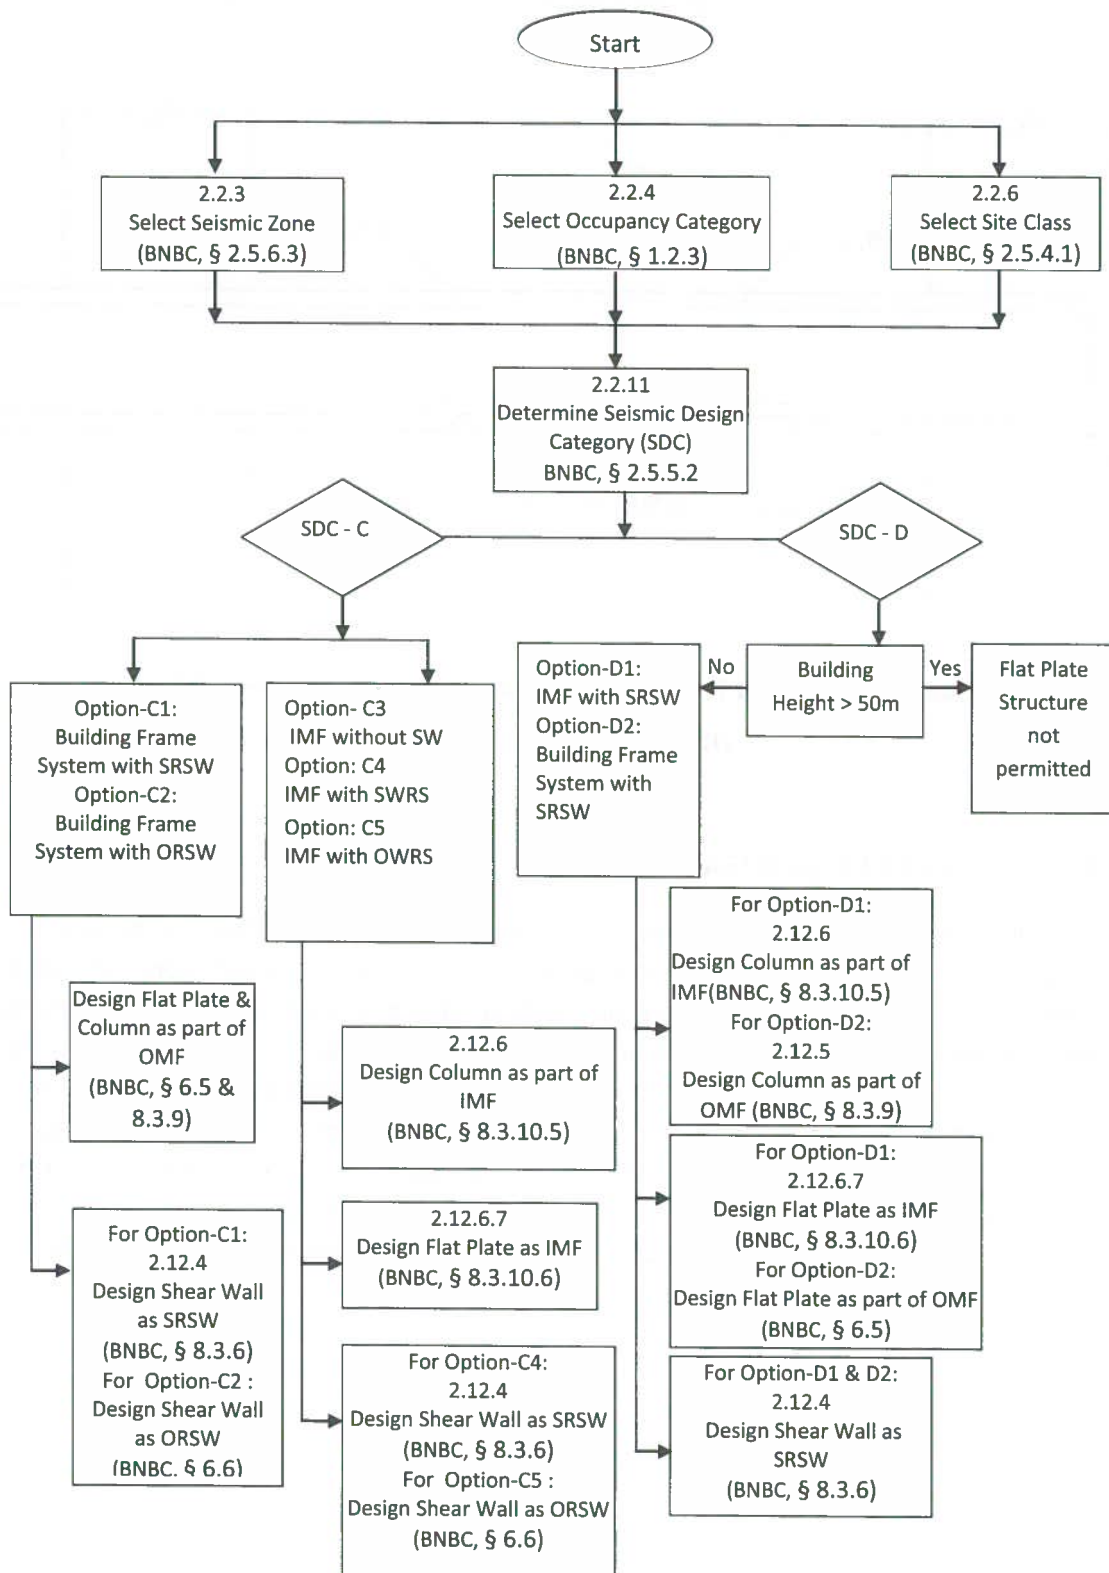 Start
2.2.3
Select Seismic Zone
(BNBC, § 2.5.6.3)
2.2.4
Select Occupancy Category
(BNBC, § 1.2.3)
2.2.6
Select Site Class
(BNBC, § 2.5.4.1)
2.2.11
Determine Seismic Design
Category (SDC)
BNBC, § 2.5.5.2
SDC - C
SDC - D
Option-C1:
Building Frame
System with SRSW
Option-C2:
Building Frame
System with ORSW
Option- C3
IMF without SW
Option: C4
IMF with SWRS
Option: C5
IMF with OWRS
Option-D1:
IMF with SRSW
Option-D2:
Building Frame
System with
SRSW
No
Building
Height > 50m
Yes
Flat Plate
Structure
not
permitted
Design Flat Plate &
Column as part of
OMF
(BNBC, § 6.5 &
8.3.9)
For Option-C1:
2.12.4
Design Shear Wall
as SRSW
(BNBC, § 8.3.6)
For Option-C2 :
Design Shear Wall
as ORSW
(BNBC. § 6.6)
2.12.6
Design Column as part of
IMF
(BNBC, § 8.3.10.5)
2.12.6.7
Design Flat Plate as IMF
(BNBC, § 8.3.10.6)
For Option-C4:
2.12.4
Design Shear Wall as SRSW
(BNBC, § 8.3.6)
For Option-C5 :
Design Shear Wall as ORSW
(BNBC, § 6.6)
For Option-D1:
2.12.6
Design Column as part of
IMF(BNBC, § 8.3.10.5)
For Option-D2:
2.12.5
Design Column as part of
OMF (BNBC, § 8.3.9)
For Option-D1:
2.12.6.7
Design Flat Plate as IMF
(BNBC, § 8.3.10.6)
For Option-D2:
Design Flat Plate as part of OMF
(BNBC, § 6.5)
For Option-D1 & D2:
2.12.4
Design Shear Wall as
SRSW
(BNBC, § 8.3.6)